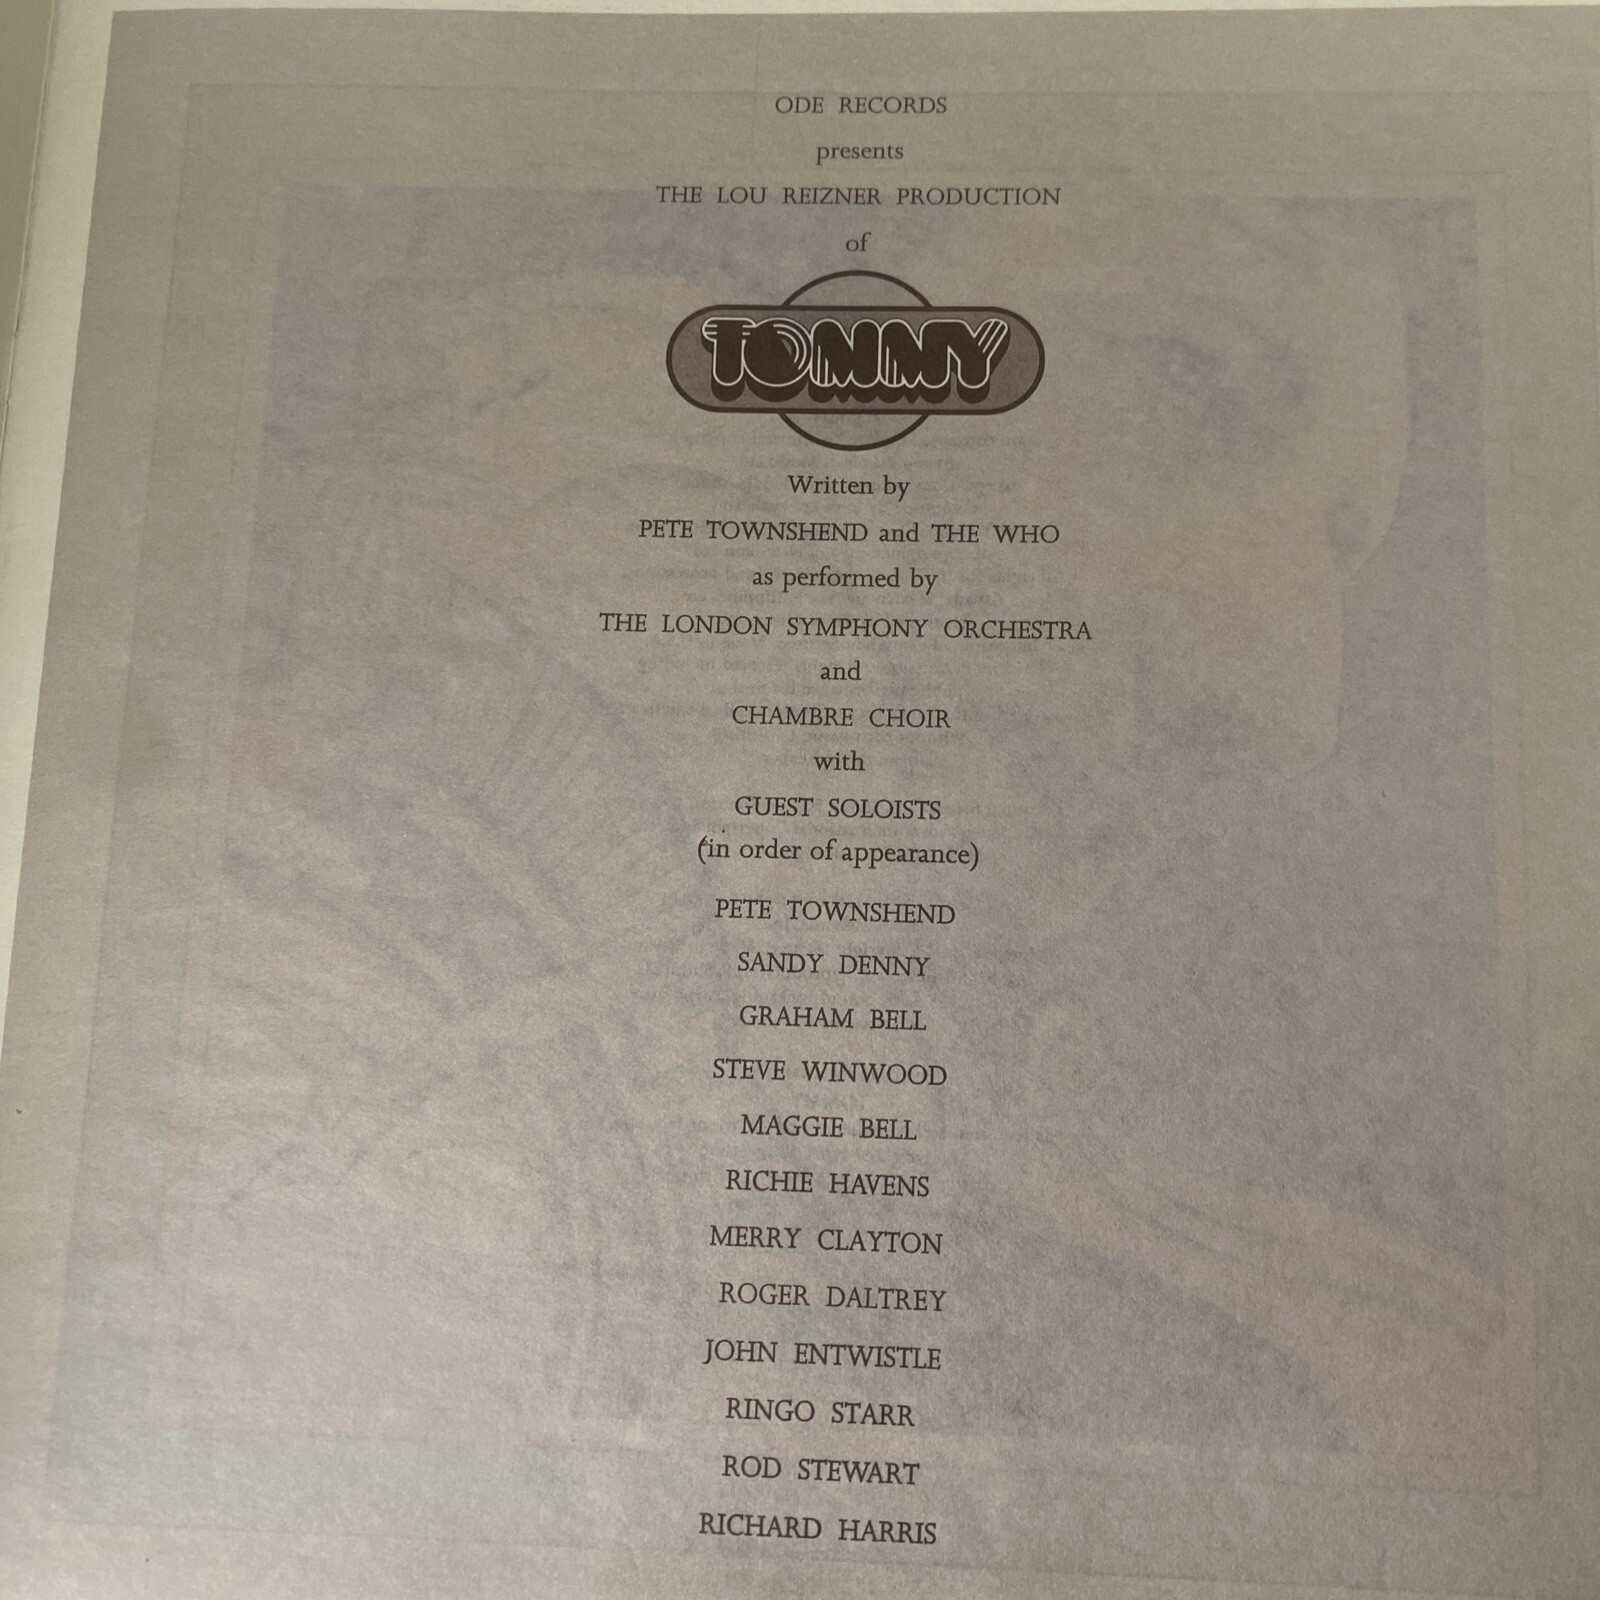 ODE RECORDS
presents
THE LOU REIZNER PRODUCTION
of
TOMMY
Written by
PETE TOWNSHEND and THE WHO
as performed by
THE LONDON SYMPHONY ORCHESTRA
and
CHAMBRE CHOIR
with
GUEST SOLOISTS
(in order of appearance)
PETE TOWNSHEND
SANDY DENNY
GRAHAM BELL
STEVE WINWOOD
MAGGIE BELL
RICHIE HAVENS
MERRY CLAYTON
ROGER DALTREY
JOHN ENTWISTLE
RINGO STARR
ROD STEWART
RICHARD HARRIS